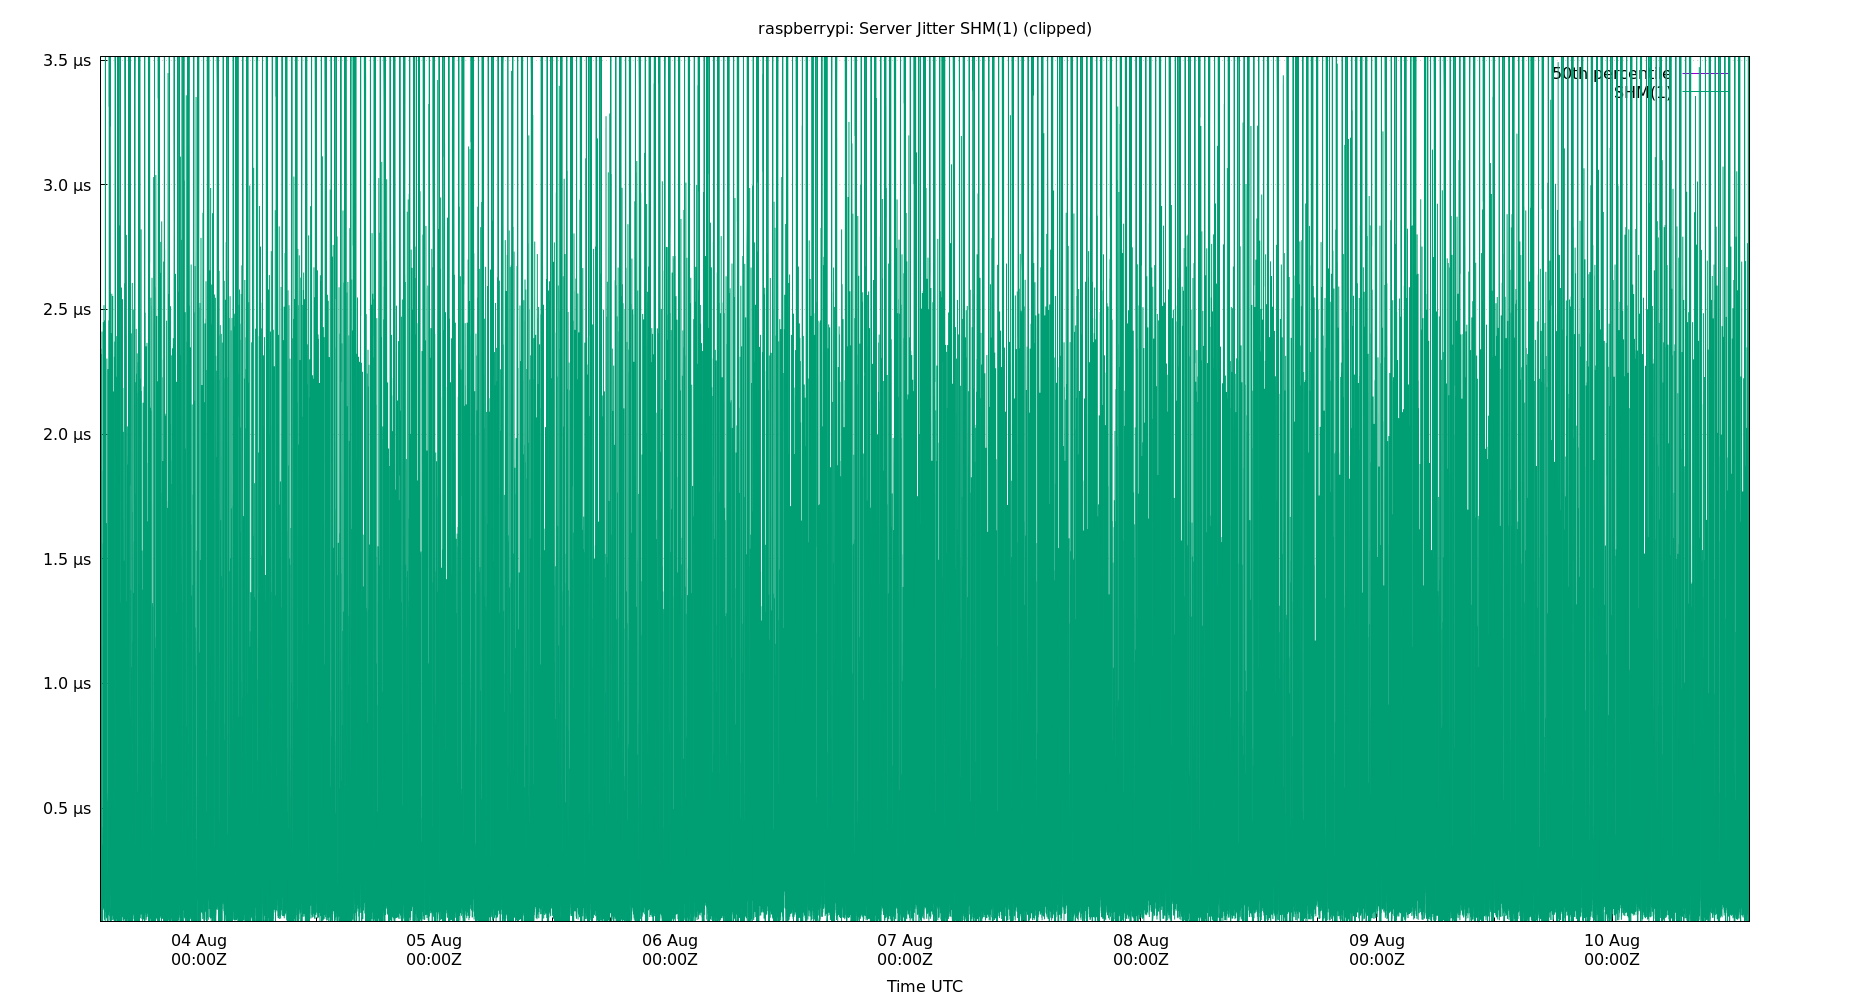 raspberrypi: Server Jitter SHM(1) (clipped)
3.5 µs
50th percentile
SHM(1)
3.0 µs
2.5 µs
2.0 µs
1.5 µs
1.0 µs
0.5 µs
04 Aug 05 Aug 06 Aug 07 Aug 08 Aug 09 Aug 10 Aug
00:00Z 00:00Z 00:00Z 00:00Z 00:00Z 00:00Z 00:00Z
Time UTC